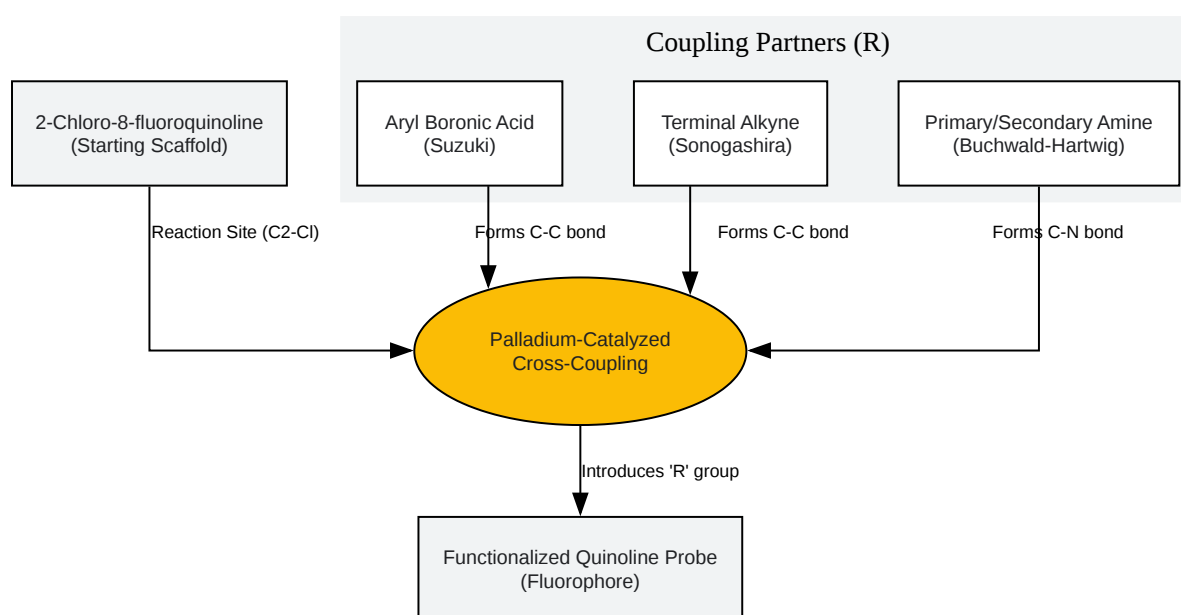 Coupling Partners (R)
2-Chloro-8-fluoroquinoline
(Starting Scaffold)
Aryl Boronic Acid
(Suzuki)
Terminal Alkyne
(Sonogashira)
Primary/Secondary Amine
(Buchwald-Hartwig)
Reaction Site (C2-Cl)
Forms C-C bond
Forms C-C bond
Forms C-N bond
Palladium-Catalyzed
Cross-Coupling
Introduces 'R' group
Functionalized Quinoline Probe
(Fluorophore)